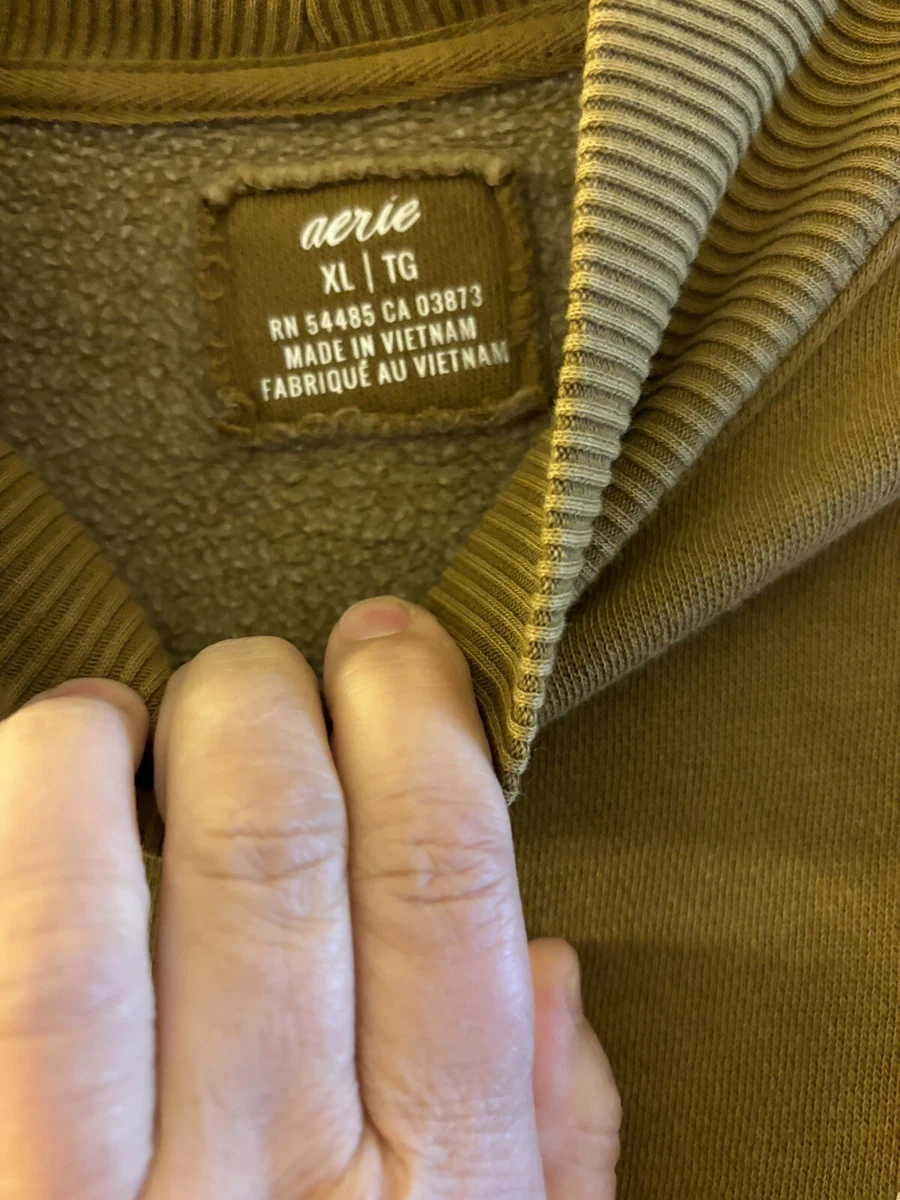 aerie
XL | TG
RN 54485 CA 03873
MADE IN VIETNAM
FABRIQUÉ AU VIETNAM